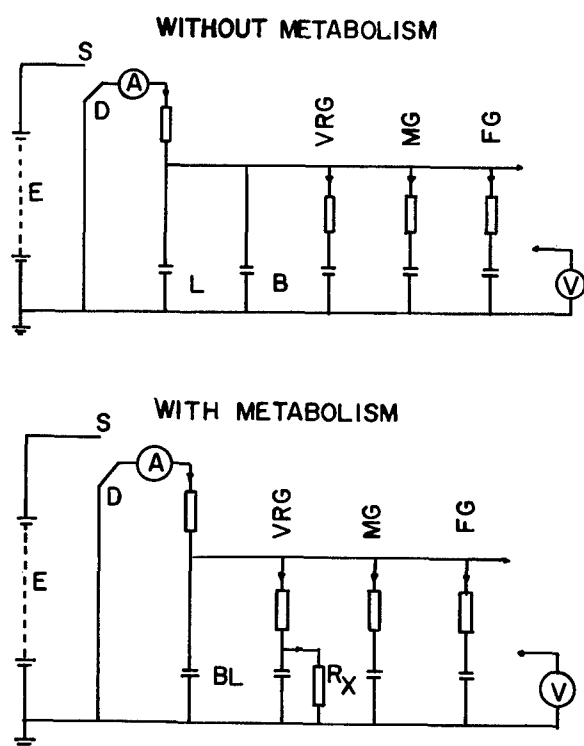 WITHOUT METABOLISM
S
A
D
VRG
MG
FG
E
L
B
V
WITH METABOLISM
S
A
D
VRG
MG
FG
E
BL
RX
V